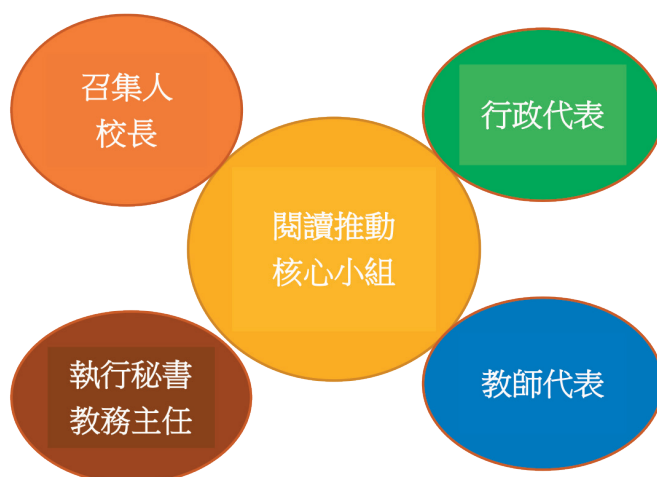 召集人
校長
行政代表
閱讀推動
核心小組
執行秘書
教務主任
教師代表